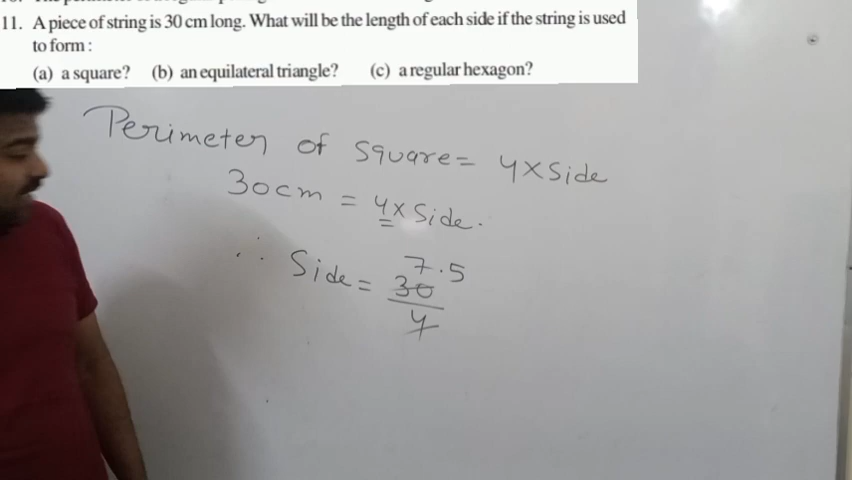 11. A piece of string is 30 cm long. What will be the length of each side if the string is used
to form :
(a) a square? (b) an equilateral triangle? (c) a regular hexagon?
Perimeter of square = 4 x Side
30cm = 4 x Side.
∴ Side = 7.5
30
4